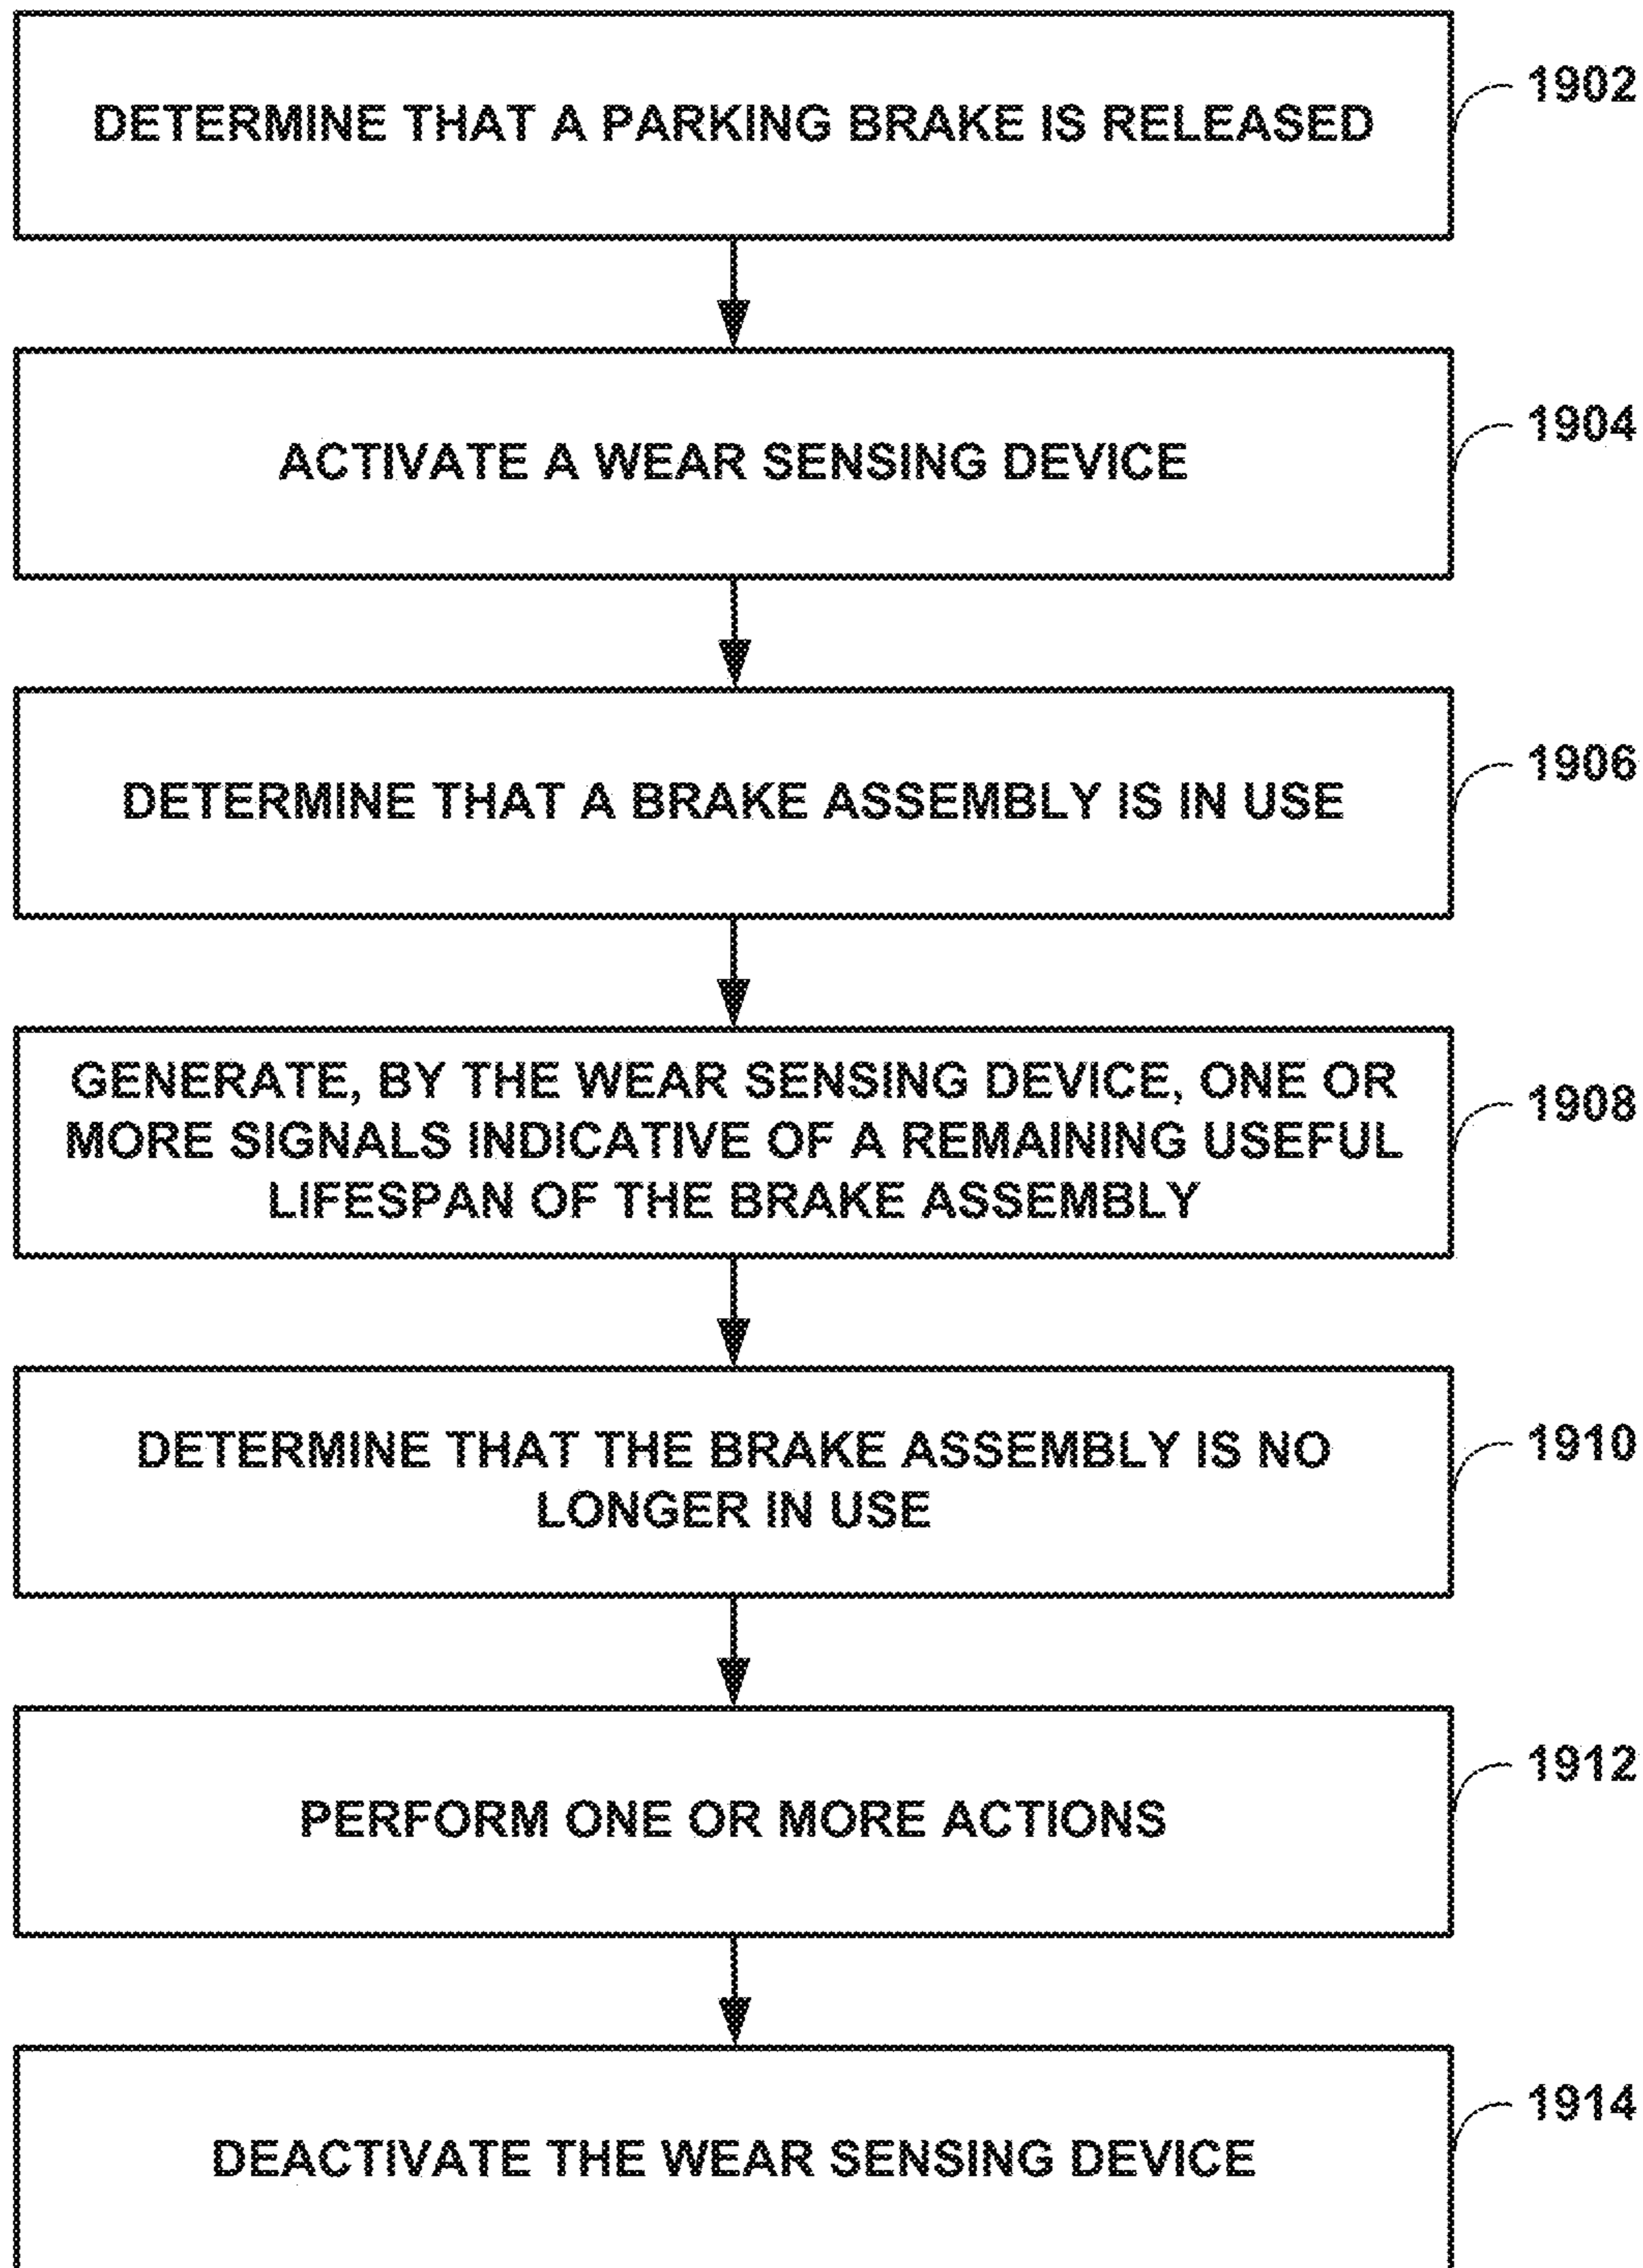 DETERMINE THAT A PARKING BRAKE IS RELEASED
1902
ACTIVATE A WEAR SENSING DEVICE
1904
DETERMINE THAT A BRAKE ASSEMBLY IS IN USE
1906
GENERATE, BY THE WEAR SENSING DEVICE, ONE OR
MORE SIGNALS INDICATIVE OF A REMAINING USEFUL
LIFESPAN OF THE BRAKE ASSEMBLY
1908
DETERMINE THAT THE BRAKE ASSEMBLY IS NO
LONGER IN USE
1910
PERFORM ONE OR MORE ACTIONS
1912
DEACTIVATE THE WEAR SENSING DEVICE
1914